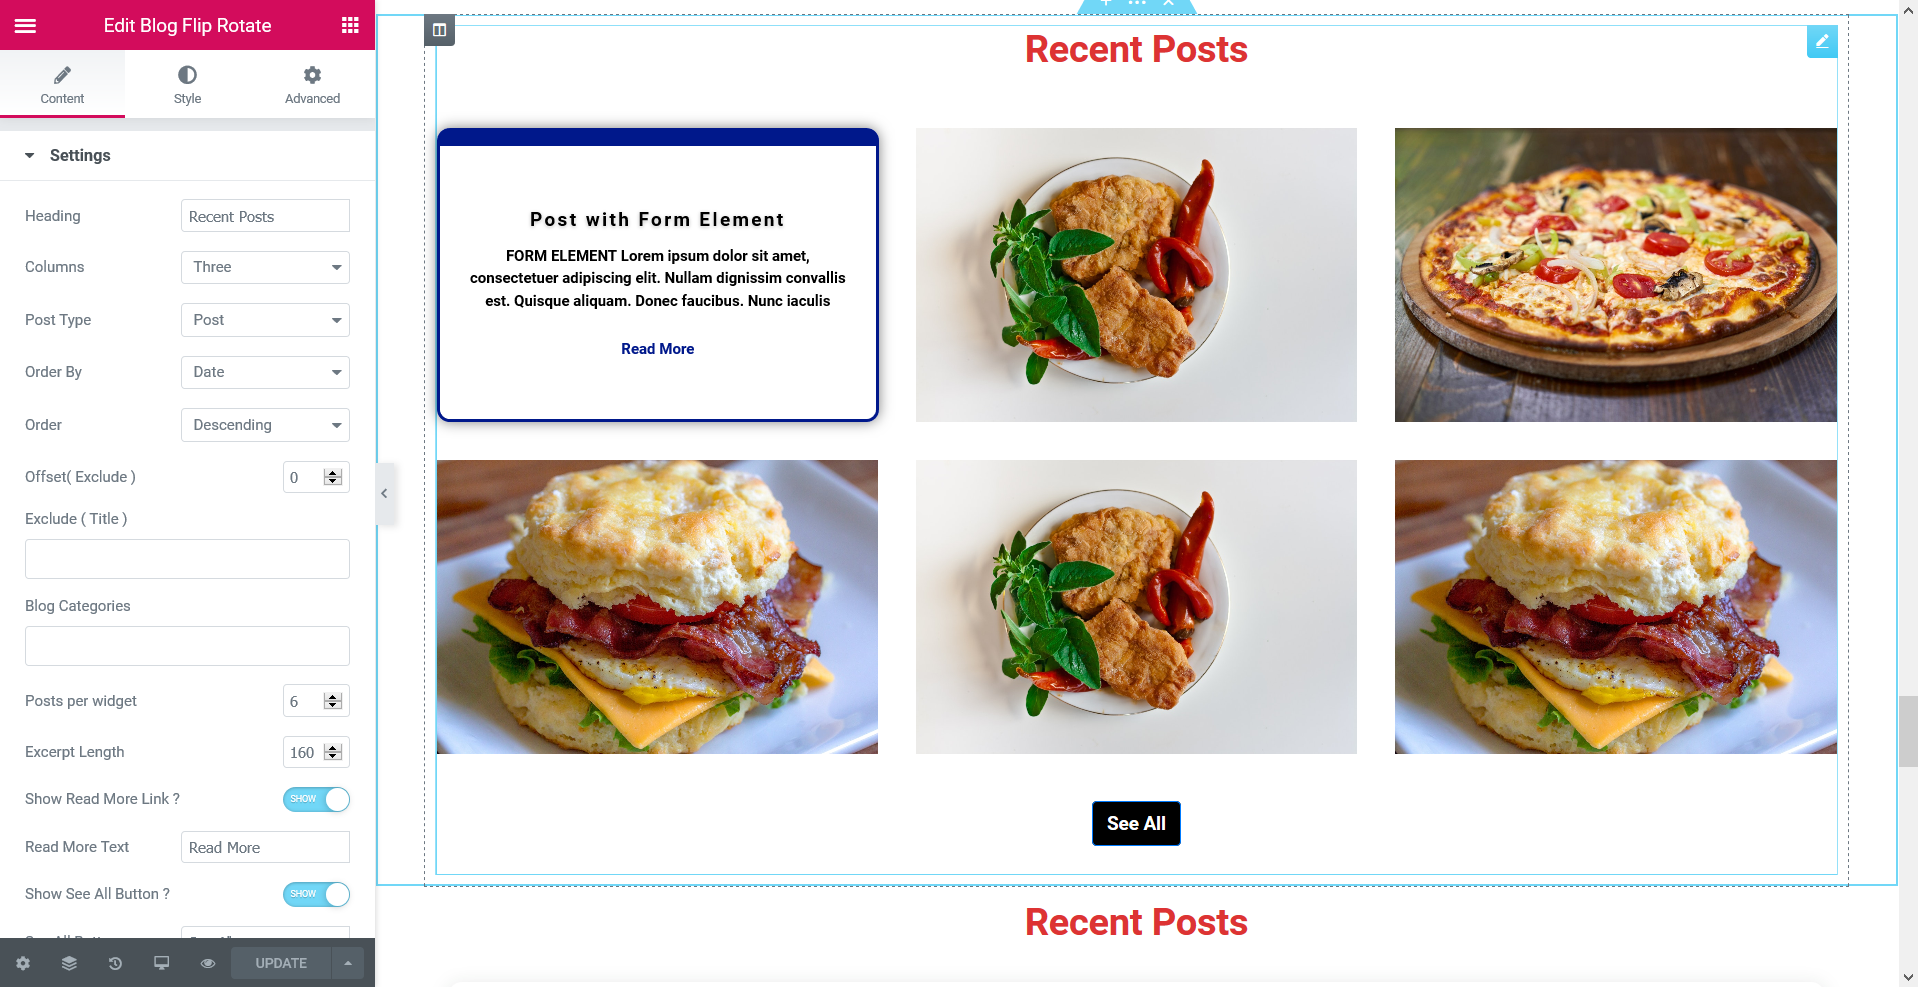 Edit Blog Flip Rotate
Content
Style
Advanced
Settings
Heading
Recent Posts
Columns
Three
Post Type
Post
Order By
Date
Order
Descending
Offset( Exclude )
0
Exclude ( Title )
Blog Categories
Posts per widget
6
Excerpt Length
160
Show Read More Link ?
SHOW
Read More Text
Read More
Show See All Button ?
SHOW
UPDATE
Recent Posts
Post with Form Element
FORM ELEMENT Lorem ipsum dolor sit amet,
consectetuer adipiscing elit. Nullam dignissim convallis
est. Quisque aliquam. Donec faucibus. Nunc iaculis
Read More
See All
Recent Posts